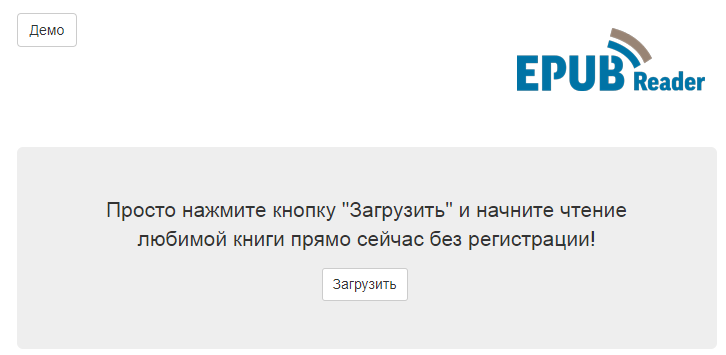 Демо
EPUB Reader
Просто нажмите кнопку "Загрузить" и начните чтение
любимой книги прямо сейчас без регистрации!
Загрузить